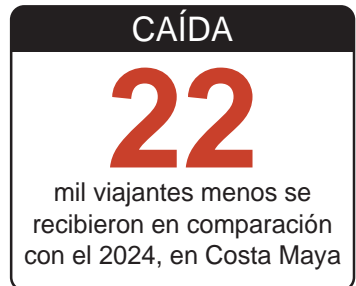 CAÍDA
22
mil viajantes menos se
recibieron en comparación
con el 2024, en Costa Maya